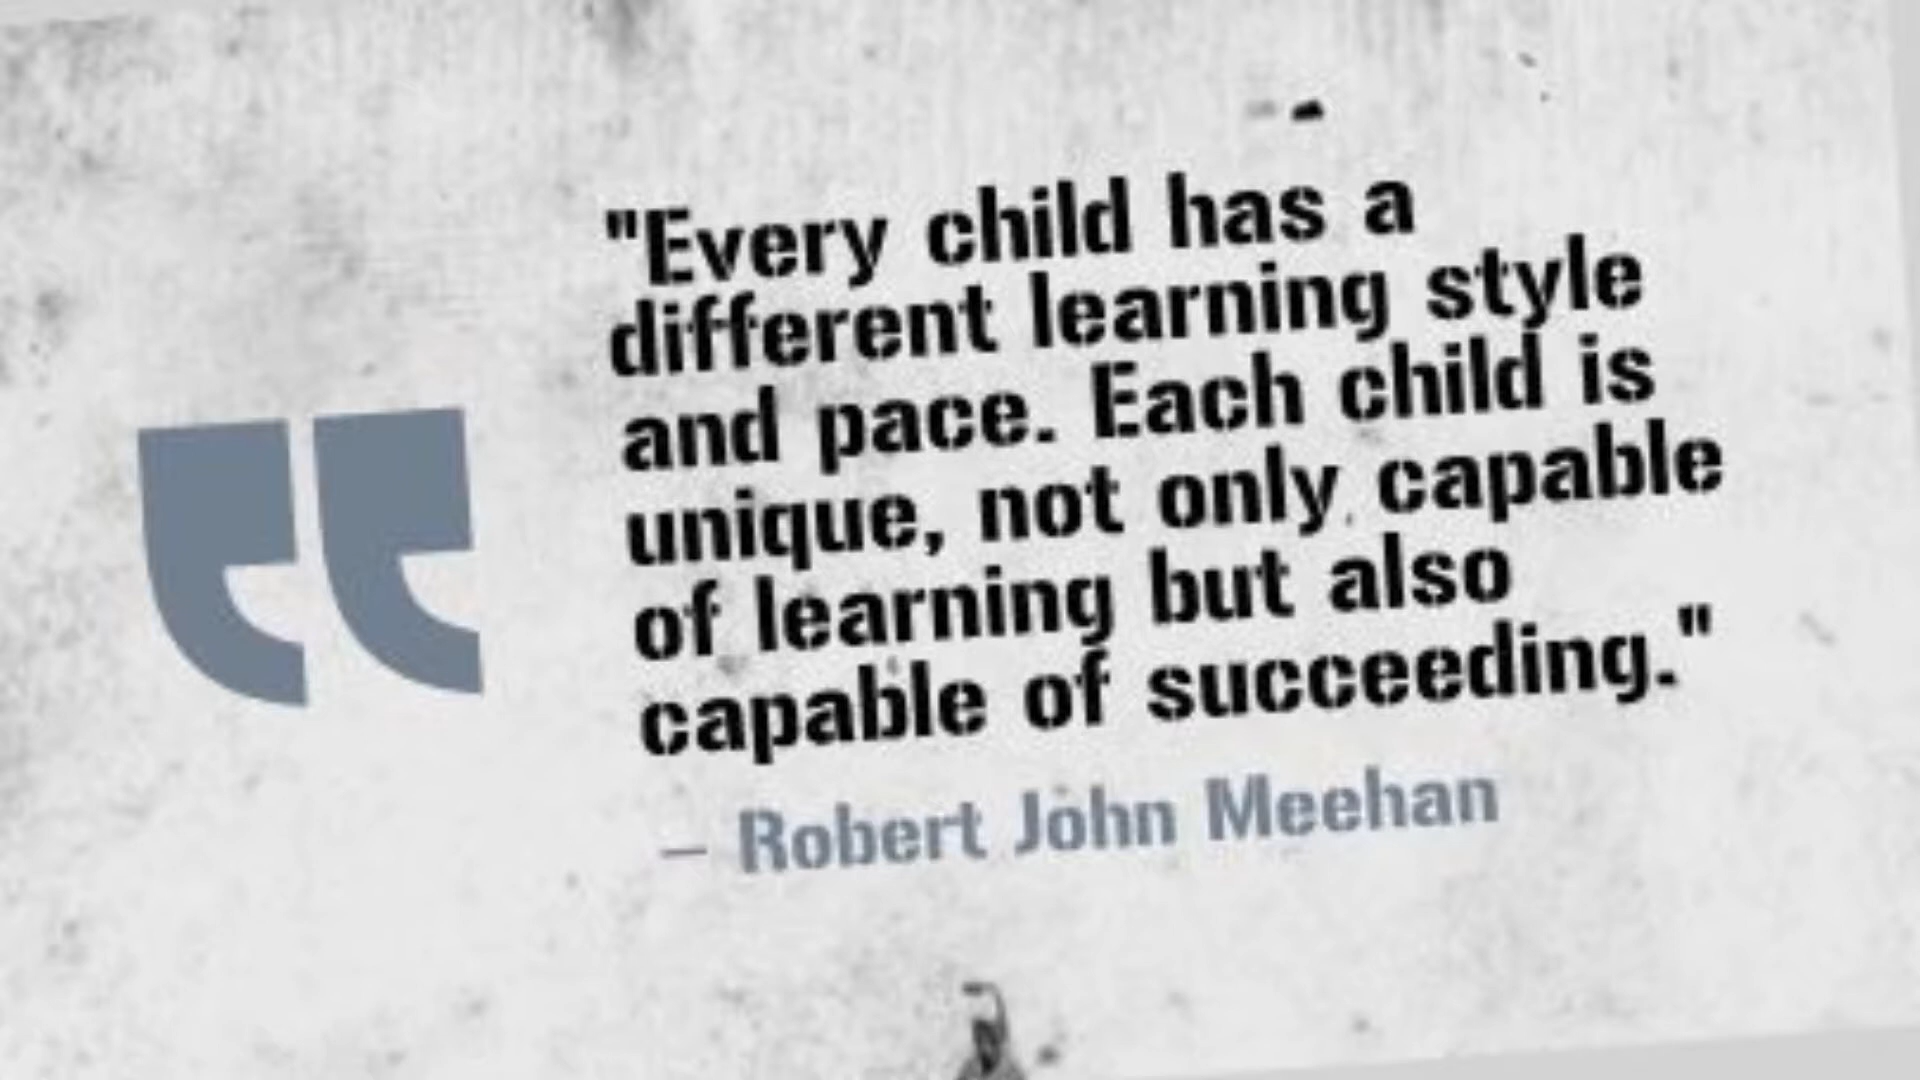 "Every child has a
different learning style
and pace. Each child is
unique, not only capable
of learning but also
capable of succeeding."
– Robert John Meehan